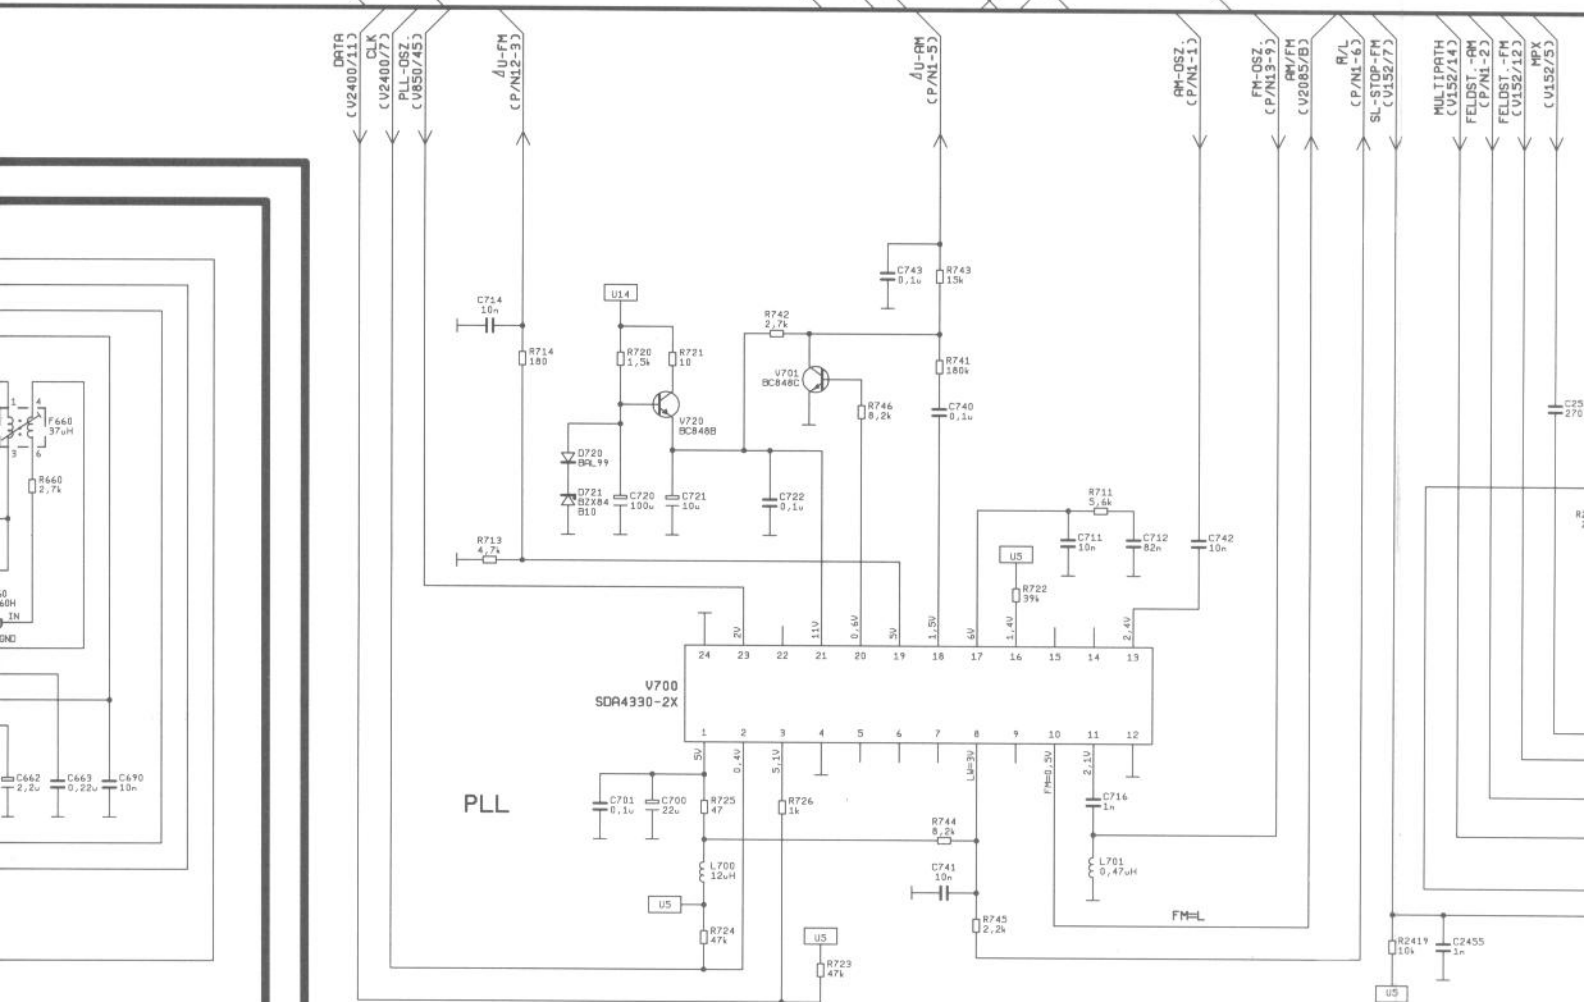 DATA
(V2400/11)
CLK
(V2400/7)
PLL-OSZ.
(V850/45)
ΔU-FM
(P/N12-3)
ΔU-AM
(P/N1-5)
AM-OSZ.
(P/N1-1)
FM-OSZ.
(P/N13-9)
AM/FM
(V2085/B)
R/L
(P/N1-6)
SL-STOP-FM
(V152/7)
MULTIPATH
(V152/14)
FELDST.-AM
(P/N1-2)
FELDST.-FM
(V152/12)
MPX
(V152/5)
C743
0,1u
R743
15k
C714
10n
U14
R742
2,7k
R714
180
R720
1,5k
R721
10
V701
BC848C
R741
180k
1
4
F660
37uH
3
6
V720
BC848B
R746
8,2k
C740
0,1u
C25
270
D720
BAL99
R660
2,7k
D721
BZX84
B10
C720
100u
C721
10u
C722
0,1u
R711
5,6k
R713
4,7k
U5
C711
10n
C712
82n
C742
10n
R722
39k
60H
IN
GND
2V
11V
0,6V
5V
1,5V
6V
1,4V
2,4V
24
23
22
21
20
19
18
17
16
15
14
13
V700
SDA4330-2X
1
2
3
4
5
6
7
8
9
10
11
12
5V
0,4V
5,1V
LW=3V
FM=0,5V
2,1V
C662
2,2u
C663
0,22u
C690
10n
PLL
C701
0,1u
C700
22u
R725
47
R726
1k
C716
1n
R744
8,2k
L700
12uH
C741
10n
L701
0,47uH
U5
R745
2,2k
FM=L
R724
47k
U5
R723
47k
R2419
10k
C2455
1n
U5